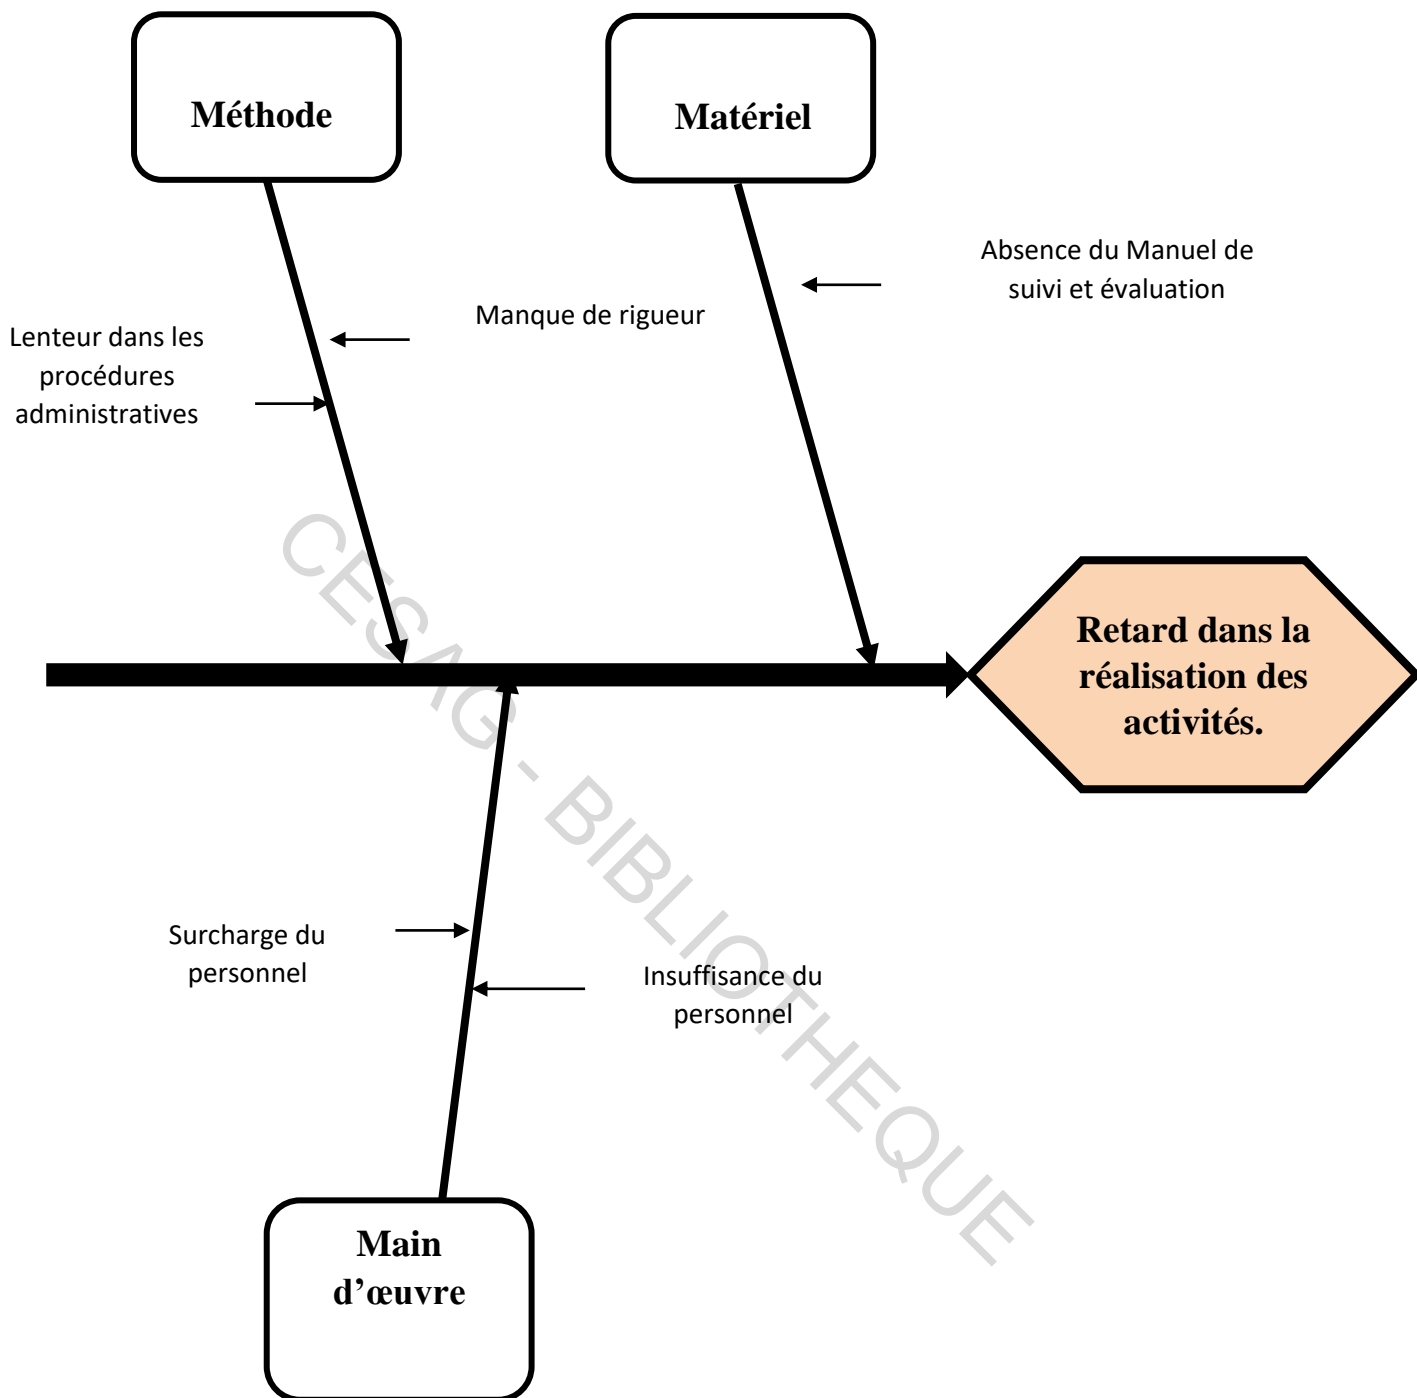 Méthode
Matériel
Absence du Manuel de
suivi et évaluation
Manque de rigueur
Lenteur dans les
procédures
administratives
Retard dans la
réalisation des
activités.
CESAG - BIBLIOTHEQUE
Surcharge du
personnel
Insuffisance du
personnel
Main
d’œuvre